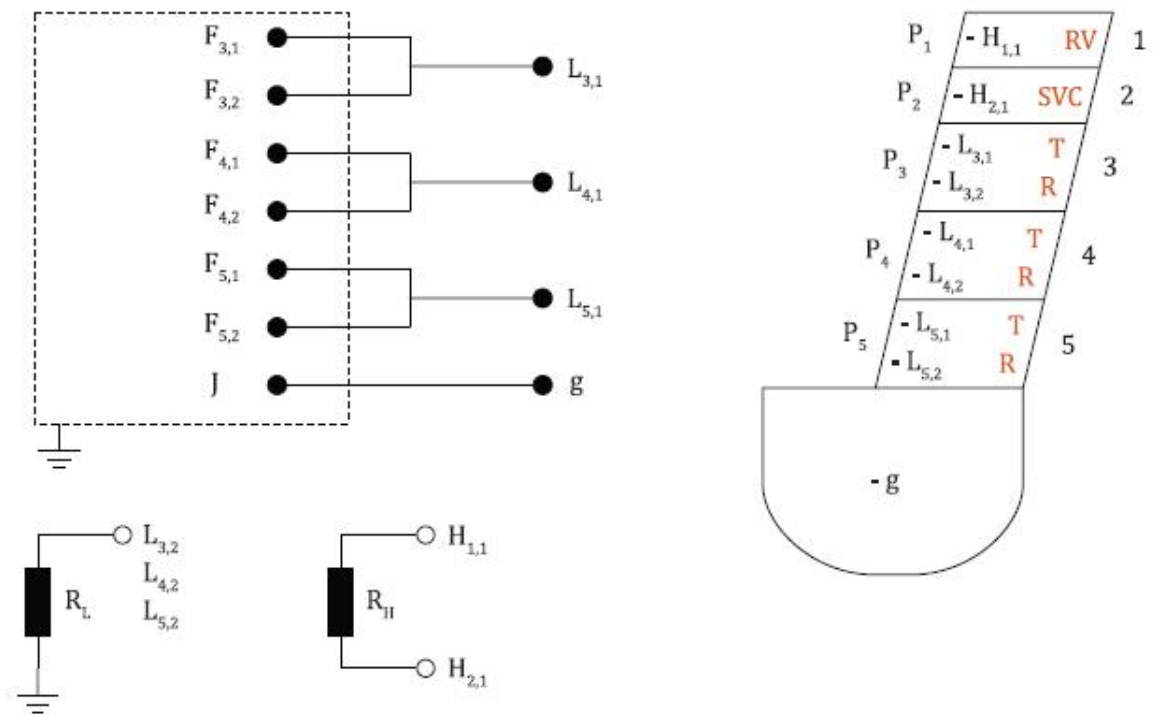 F3,1
F3,2
L3,1
F4,1
F4,2
L4,1
F5,1
F5,2
L5,1
J
g
L3,2
L4,2
L5,2
RL
H1,1
RH
H2,1
P1 - H1,1 RV 1
P2 - H2,1 SVC 2
P3 - L3,1 T 3
- L3,2 R
P4 - L4,1 T 4
- L4,2 R
P5 - L5,1 T 5
- L5,2 R
- g